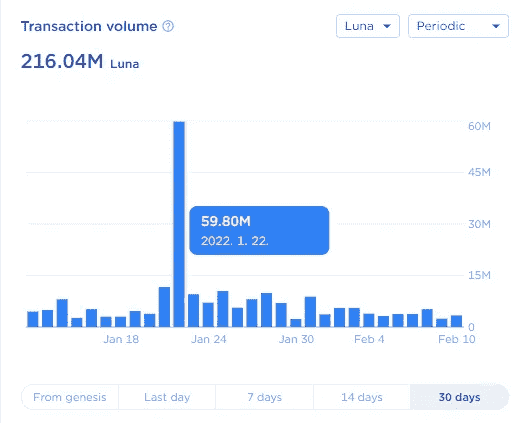 Transaction volume ?
Luna Periodic
216.04M Luna
60M
45M
59.80M
2022. 1. 22.
30M
15M
0
Jan 18 Jan 24 Jan 30 Feb 4 Feb 10
From genesis Last day 7 days 14 days 30 days